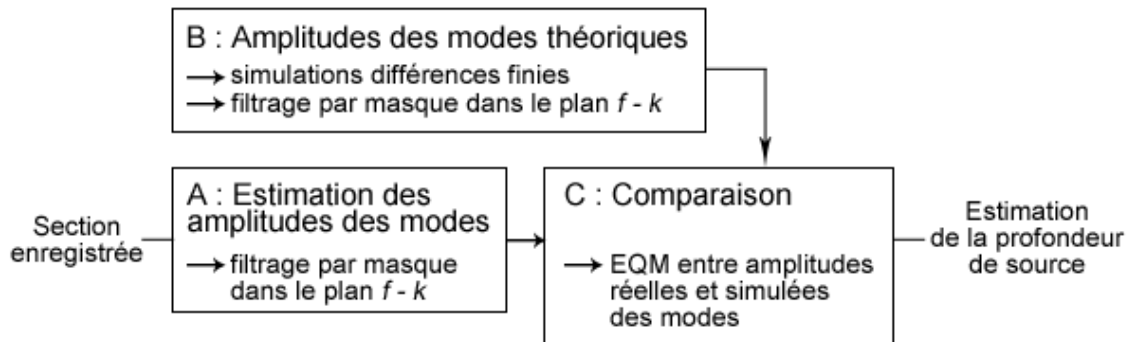 B : Amplitudes des modes théoriques
→ simulations différences finies
→ filtrage par masque dans le plan f - k
Section
enregistrée
A : Estimation des
amplitudes des modes
→ filtrage par masque
dans le plan f - k
C : Comparaison
→ EQM entre amplitudes
réelles et simulées
des modes
Estimation
de la profondeur
de source